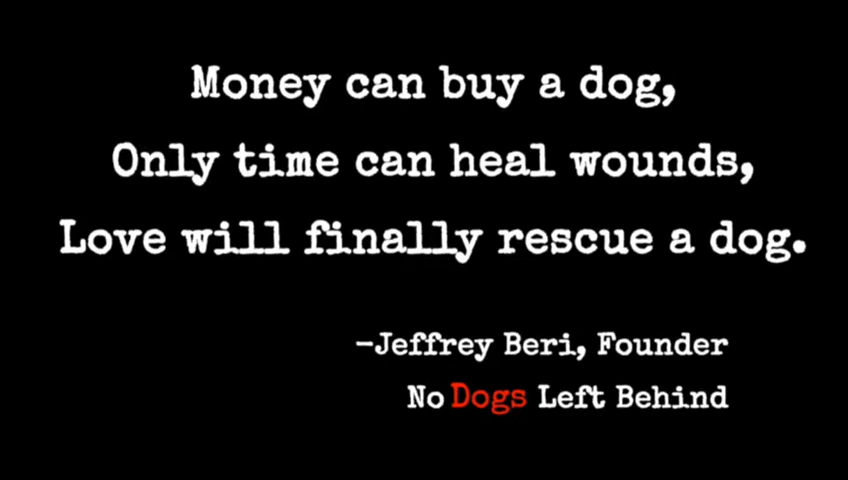 Money can buy a dog,
Only time can heal wounds,
Love will finally rescue a dog.
-Jeffrey Beri, Founder
No Dogs Left Behind